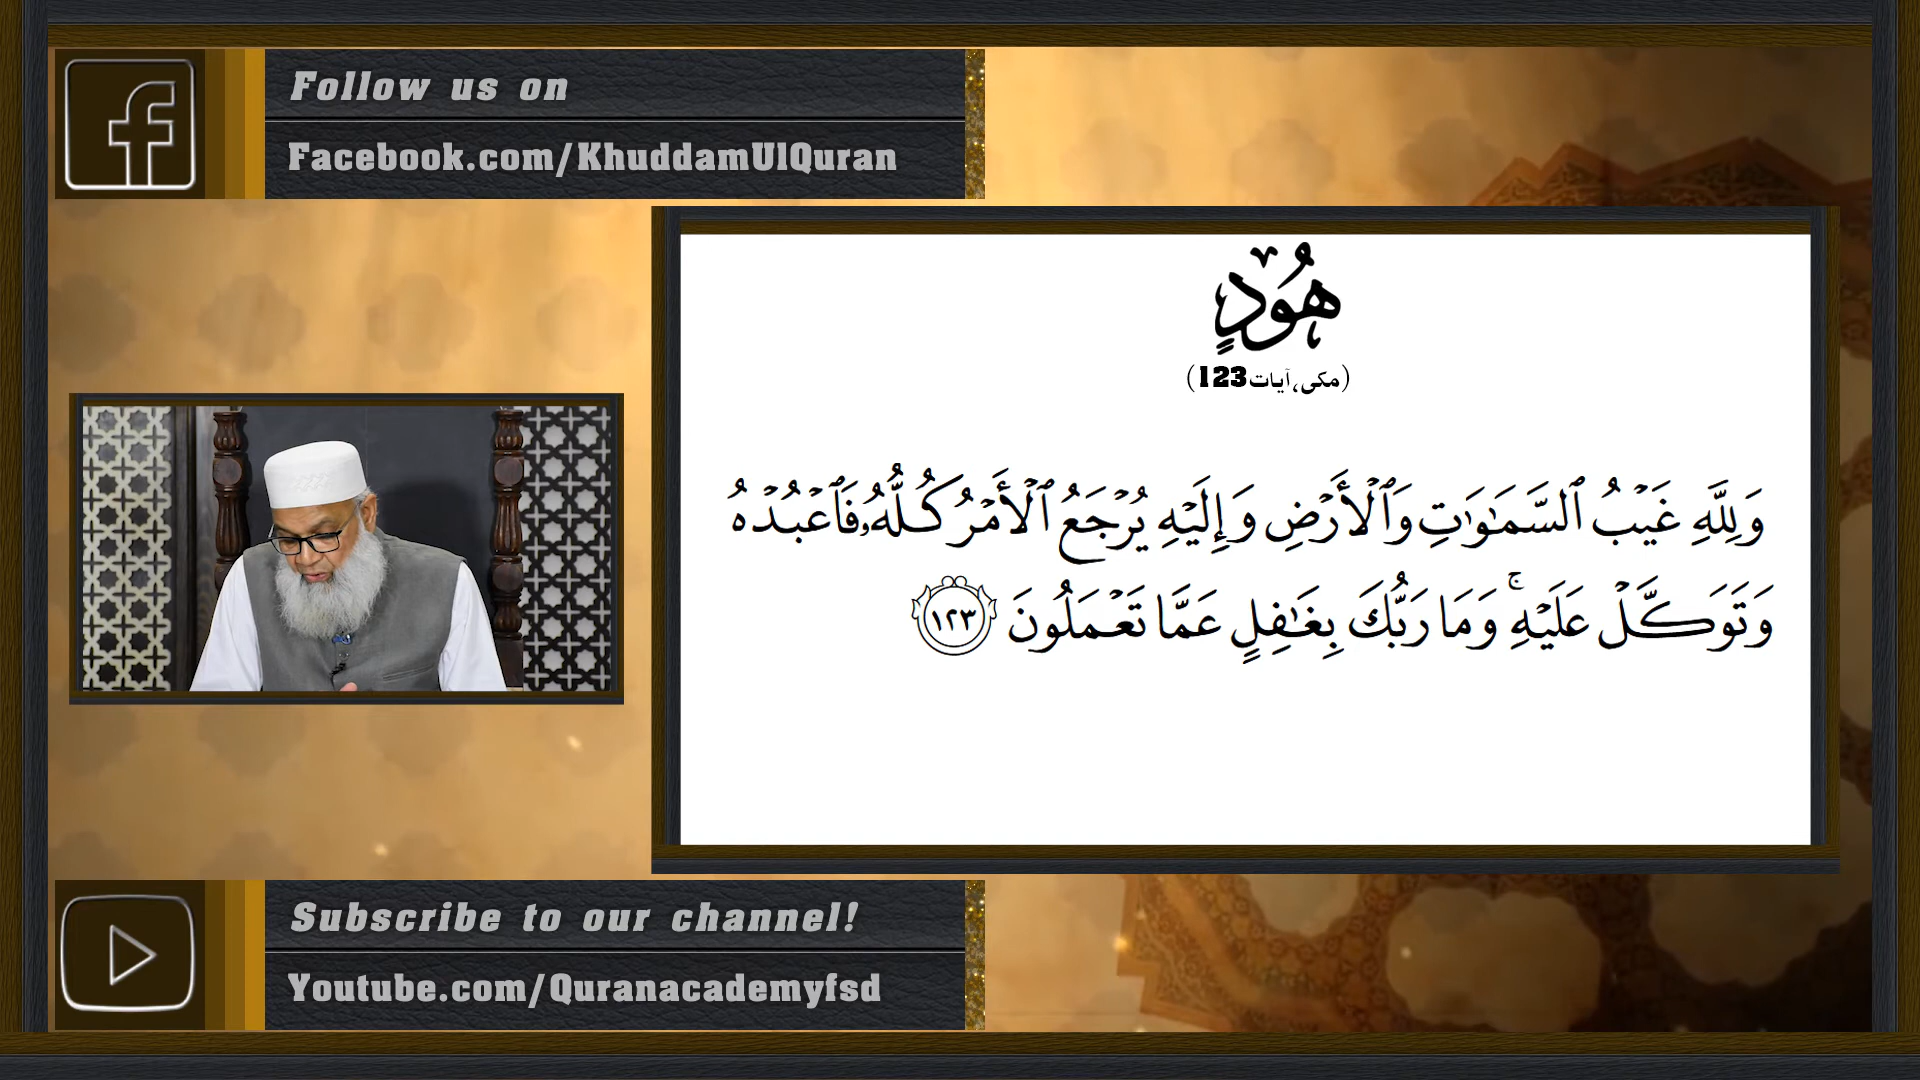 Follow us on
Facebook.com/KhuddamUlQuran
هُوۡدٍ
(مکی، آیات 123)
وَلِلَّهِ غَيۡبُ ٱلسَّمَٰوَٰتِ وَٱلۡأَرۡضِ وَإِلَيۡهِ يُرۡجَعُ ٱلۡأَمۡرُ كُلُّهُۥ فَٱعۡبُدۡهُ
وَتَوَكَّلۡ عَلَيۡهِۚ وَمَا رَبُّكَ بِغَٰفِلٍ عَمَّا تَعۡمَلُونَ ١٢٣
Subscribe to our channel!
Youtube.com/Quranacademyfsd